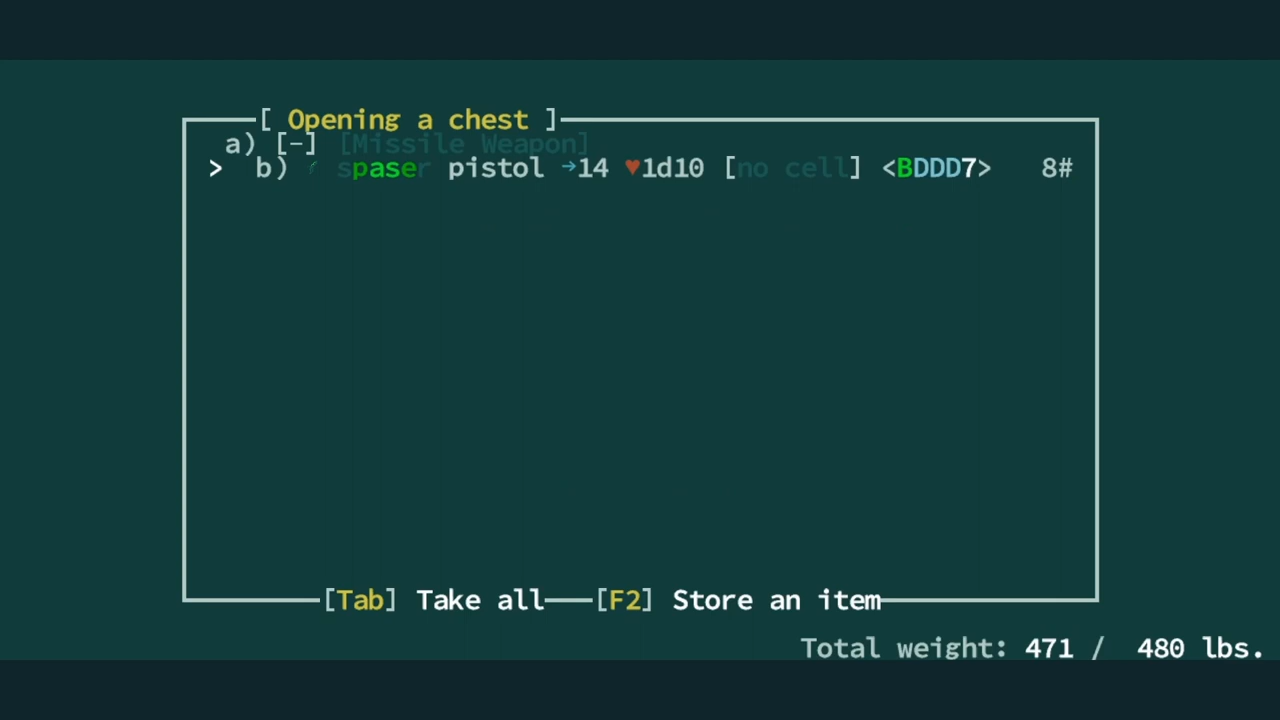 [ Opening a chest ]
a) [-] [Missile Weapon]
> b) spaser pistol →14 ♥1d10 [no cell] <BDDD7> 8#
[Tab] Take all [F2] Store an item
Total weight: 471 / 480 lbs.